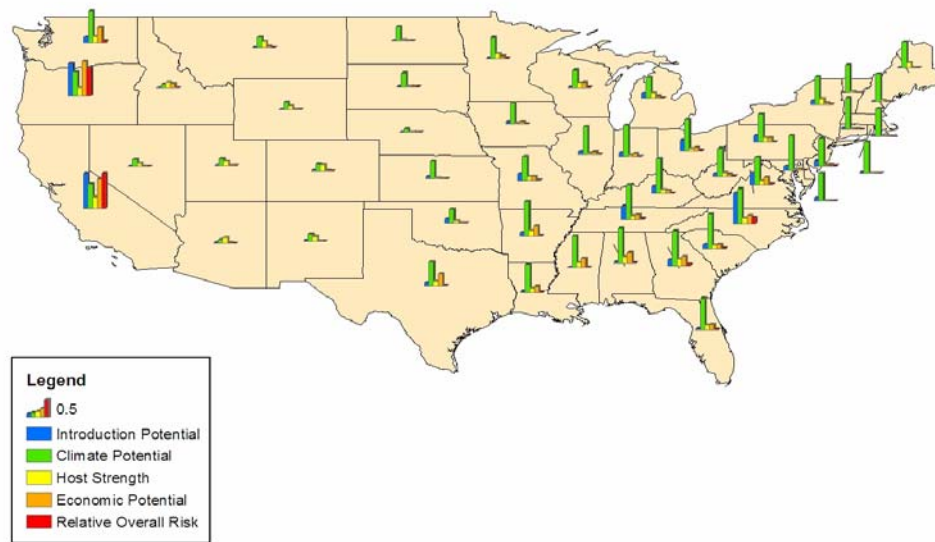 Legend
0.5
Introduction Potential
Climate Potential
Host Strength
Economic Potential
Relative Overall Risk